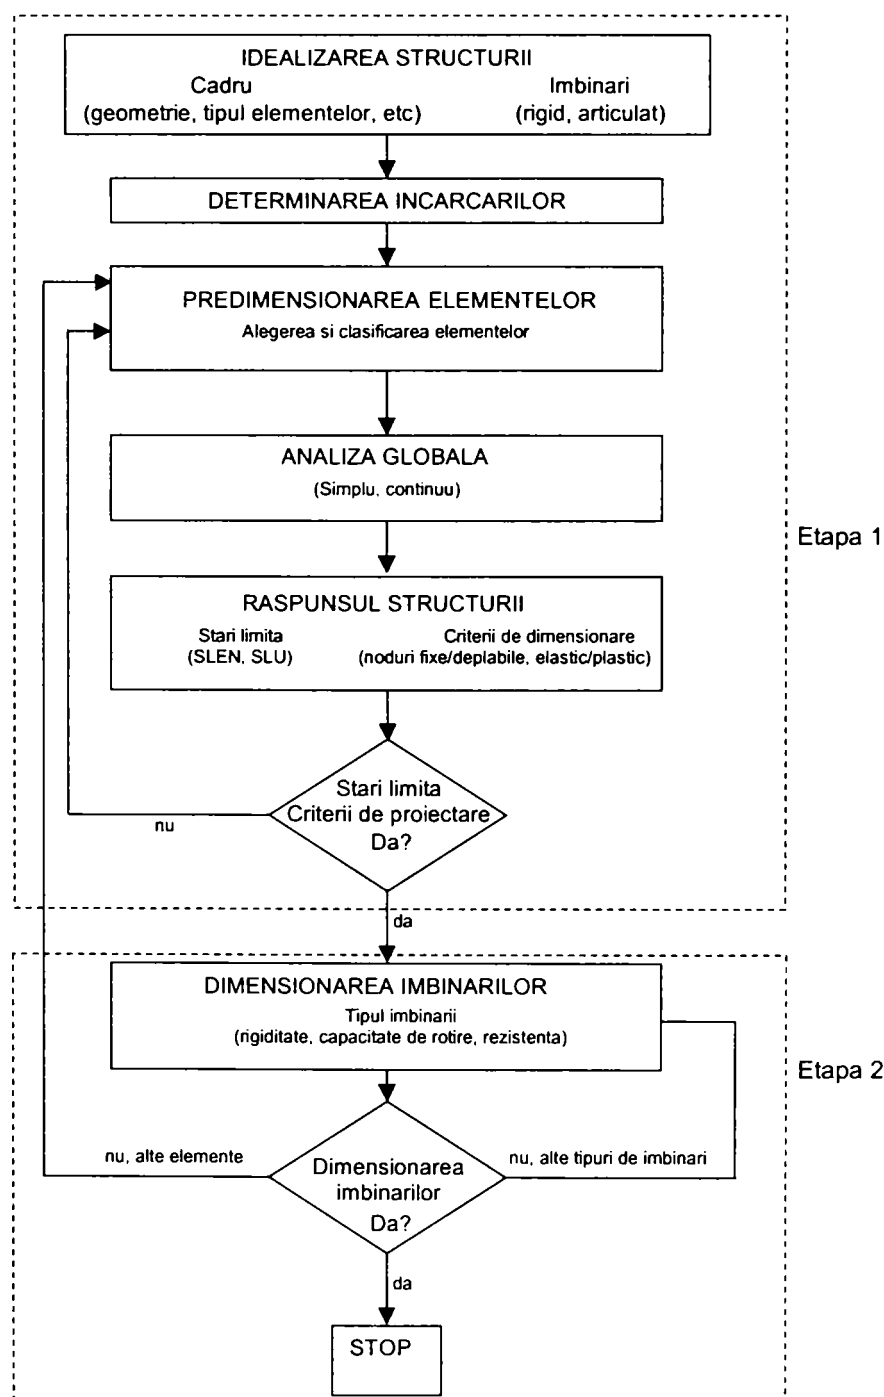 IDEALIZAREA STRUCTURII
Cadru
(geometrie, tipul elementelor, etc)
Imbinari
(rigid, articulat)
DETERMINAREA INCARCARILOR
PREDIMENSIONAREA ELEMENTELOR
Alegerea si clasificarea elementelor
ANALIZA GLOBALA
(Simplu, continuu)
Etapa 1
RASPUNSUL STRUCTURII
Stari limita
(SLEN, SLU)
Criterii de dimensionare
(noduri fixe/deplabile, elastic/plastic)
Stari limita
Criterii de proiectare
Da?
nu
da
DIMENSIONAREA IMBINARILOR
Tipul imbinarii
(rigiditate, capacitate de rotire, rezistenta)
Etapa 2
nu, alte elemente
nu, alte tipuri de imbinari
Dimensionarea
imbinarilor
Da?
da
STOP